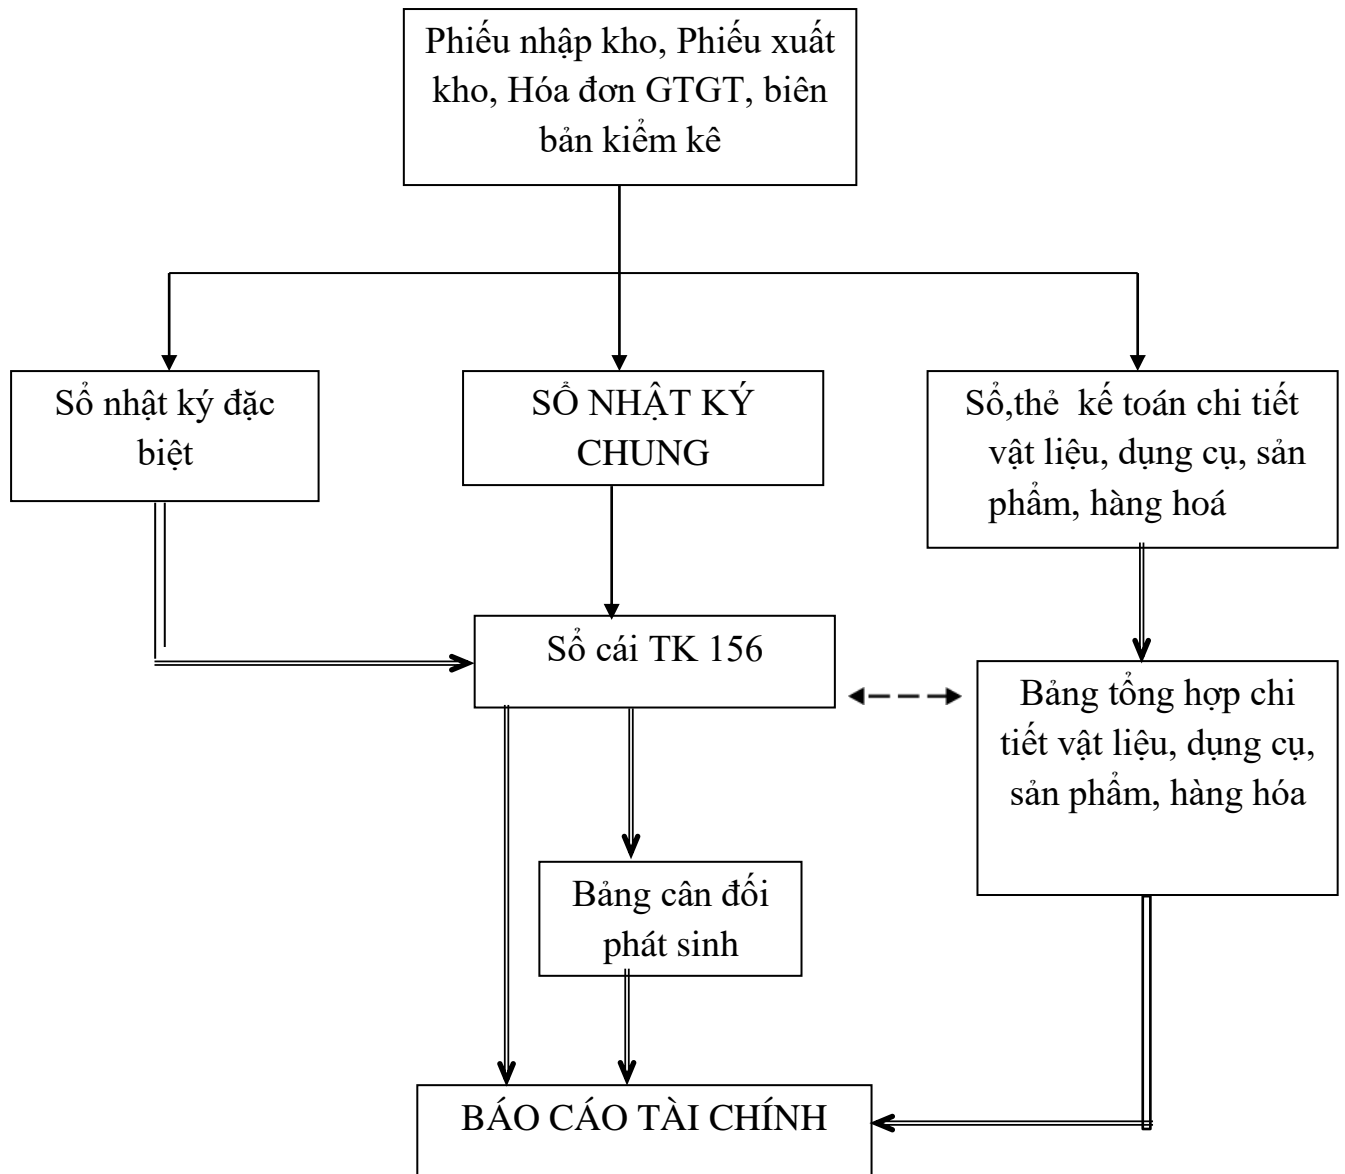 Phiếu nhập kho, Phiếu xuất
kho, Hóa đơn GTGT, biên
bản kiểm kê
Sổ nhật ký đặc
biệt
SỔ NHẬT KÝ
CHUNG
Sổ,thẻ kế toán chi tiết
vật liệu, dụng cụ, sản
phẩm, hàng hoá
Sổ cái TK 156
Bảng tổng hợp chi
tiết vật liệu, dụng cụ,
sản phẩm, hàng hóa
Bảng cân đối
phát sinh
BÁO CÁO TÀI CHÍNH